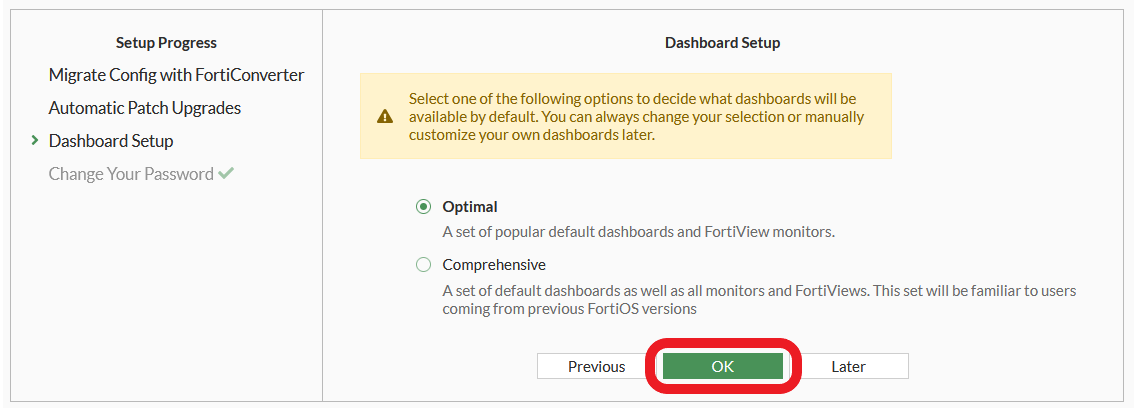 Setup Progress
Migrate Config with FortiConverter
Automatic Patch Upgrades
Dashboard Setup
Change Your Password
Dashboard Setup
Select one of the following options to decide what dashboards will be
available by default. You can always change your selection or manually
customize your own dashboards later.
Optimal
A set of popular default dashboards and FortiView monitors.
Comprehensive
A set of default dashboards as well as all monitors and FortiViews. This set will be familiar to users
coming from previous FortiOS versions
Previous
OK
Later